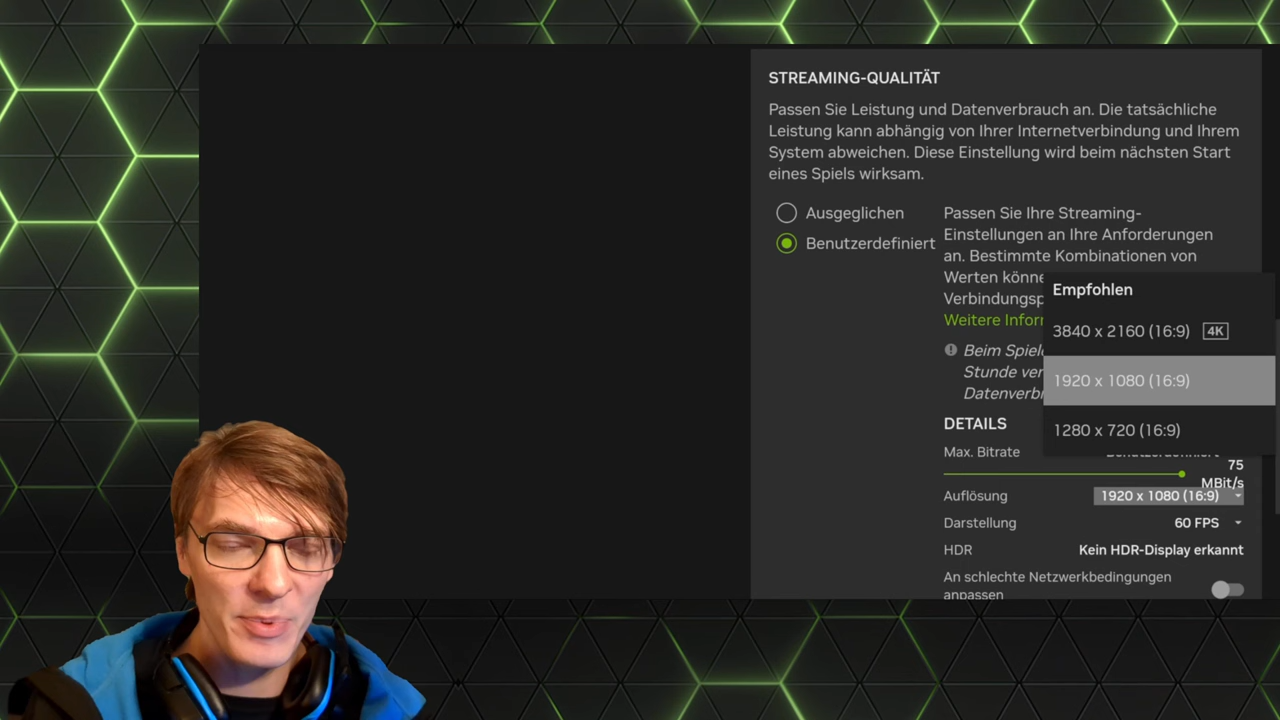 STREAMING-QUALITÄT
Passen Sie Leistung und Datenverbrauch an. Die tatsächliche
Leistung kann abhängig von Ihrer Internetverbindung und Ihrem
System abweichen. Diese Einstellung wird beim nächsten Start
eines Spiels wirksam.
Ausgeglichen
Benutzerdefiniert
Passen Sie Ihre Streaming-
Einstellungen an Ihre Anforderungen
an. Bestimmte Kombinationen von
Werten könne
Verbindungsp
Weitere Infor
Beim Spiele
Stunde ver
Datenverb
Empfohlen
3840 x 2160 (16:9) 4K
1920 x 1080 (16:9)
1280 x 720 (16:9)
DETAILS
Max. Bitrate
75
MBit/s
Auflösung 1920 x 1080 (16:9)
Darstellung 60 FPS
HDR Kein HDR-Display erkannt
An schlechte Netzwerkbedingungen
anpassen